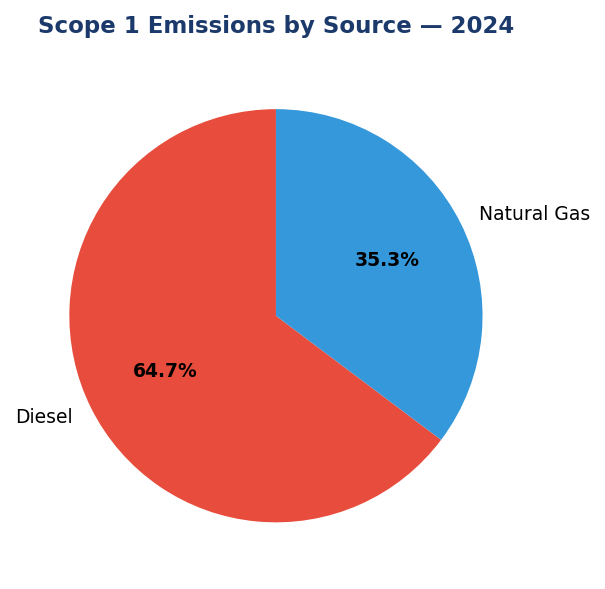 Scope 1 Emissions by Source — 2024
Natural Gas
35.3%
64.7%
Diesel